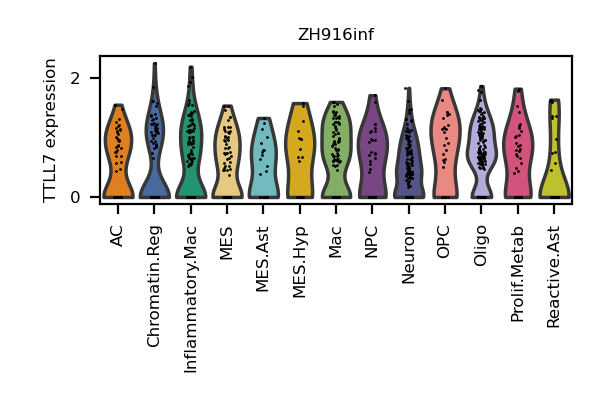 ZH916inf
TTLL7 expression
2
0
AC
Chromatin.Reg
Inflammatory.Mac
MES
MES.Ast
MES.Hyp
Mac
NPC
Neuron
OPC
Oligo
Prolif.Metab
Reactive.Ast